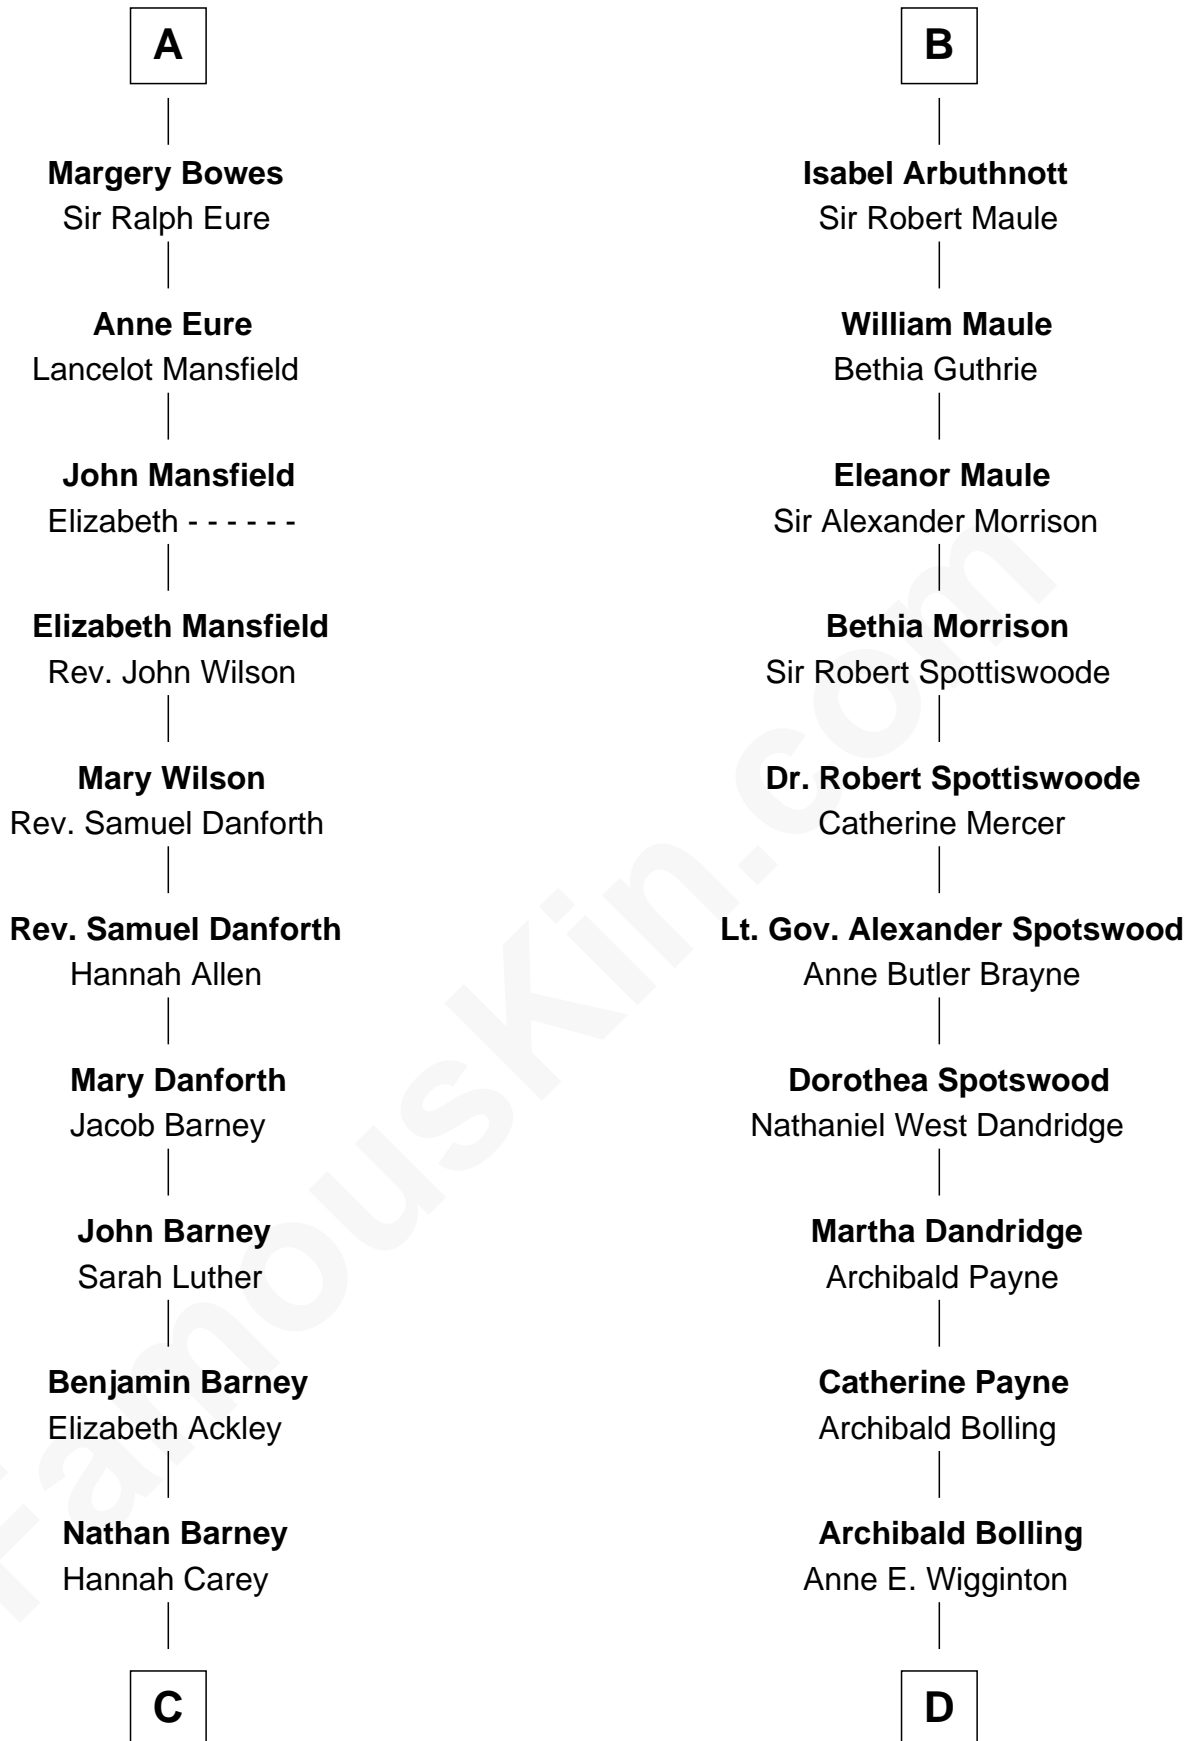 A
Margery Bowes
Sir Ralph Eure
Anne Eure
Lancelot Mansfield
John Mansfield
Elizabeth - - - - - -
Elizabeth Mansfield
Rev. John Wilson
Mary Wilson
Rev. Samuel Danforth
Rev. Samuel Danforth
Hannah Allen
Mary Danforth
Jacob Barney
John Barney
Sarah Luther
Benjamin Barney
Elizabeth Ackley
Nathan Barney
Hannah Carey
C
B
Isabel Arbuthnott
Sir Robert Maule
William Maule
Bethia Guthrie
Eleanor Maule
Sir Alexander Morrison
Bethia Morrison
Sir Robert Spottiswoode
Dr. Robert Spottiswoode
Catherine Mercer
Lt. Gov. Alexander Spotswood
Anne Butler Brayne
Dorothea Spotswood
Nathaniel West Dandridge
Martha Dandridge
Archibald Payne
Catherine Payne
Archibald Bolling
Archibald Bolling
Anne E. Wigginton
D
FamousKin.com